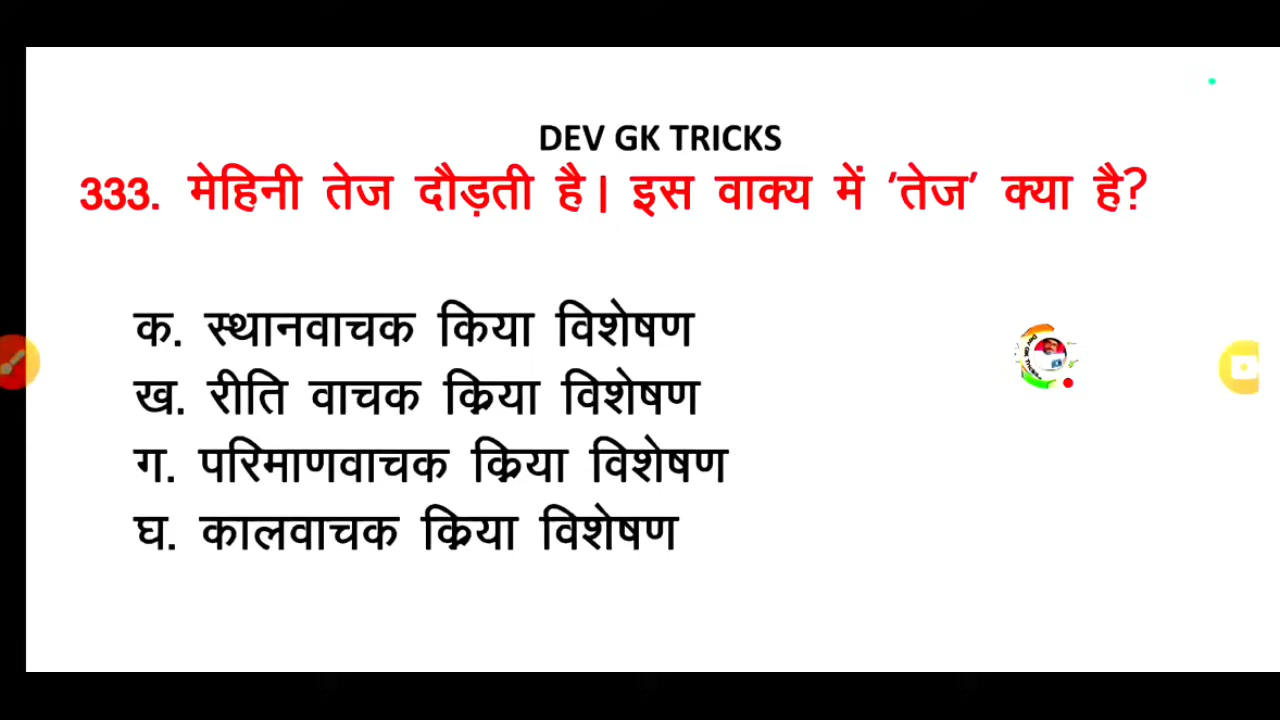 DEV GK TRICKS
333. मेहिनी तेज दौड़ती है। इस वाक्य में 'तेज' क्या है?
क. स्थानवाचक किया विशेषण
ख. रीति वाचक क्रिया विशेषण
ग. परिमाणवाचक क्रिया विशेषण
घ. कालवाचक क्रिया विशेषण